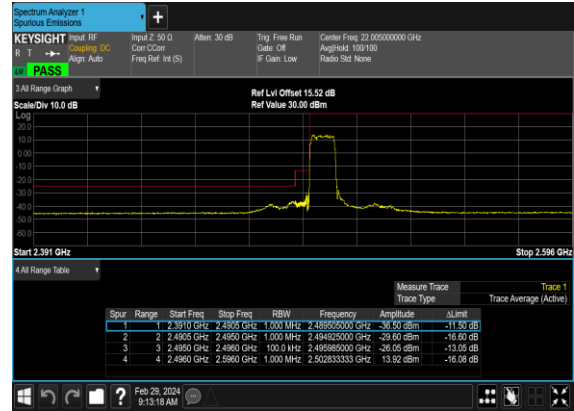 Spectrum Analyzer 1
Spurious Emissions
KEYSIGHT
R T
LI
PASS
Input: RF
Coupling: DC
Align: Auto
Input Z: 50 Ω
Corr CCorr
Freq Ref: Int (S)
Atten: 30 dB
Trig: Free Run
Gate: Off
IF Gain: Low
Center Freq: 22.005000000 GHz
Avg|Hold: 100/100
Radio Std: None
3 All Range Graph
Scale/Div 10.0 dB
Ref Lvl Offset 15.52 dB
Ref Value 30.00 dBm
Log
20.0
10.0
0.00
-10.0
-20.0
-30.0
-40.0
-50.0
-60.0
Start 2.391 GHz
Stop 2.596 GHz
4 All Range Table
Measure Trace Trace 1
Trace Type Trace Average (Active)
Spur Range Start Freq Stop Freq RBW Frequency Amplitude ΔLimit
1 1 2.3910 GHz 2.4905 GHz 1.000 MHz 2.489505000 GHz -36.50 dBm -11.50 dB
2 2 2.4905 GHz 2.4950 GHz 1.000 MHz 2.494925000 GHz -29.60 dBm -16.60 dB
3 3 2.4950 GHz 2.4960 GHz 100.0 kHz 2.495985000 GHz -26.05 dBm -13.05 dB
4 4 2.4960 GHz 2.5960 GHz 1.000 MHz 2.502833333 GHz 13.92 dBm -16.08 dB
?
Feb 29, 2024
9:13:18 AM